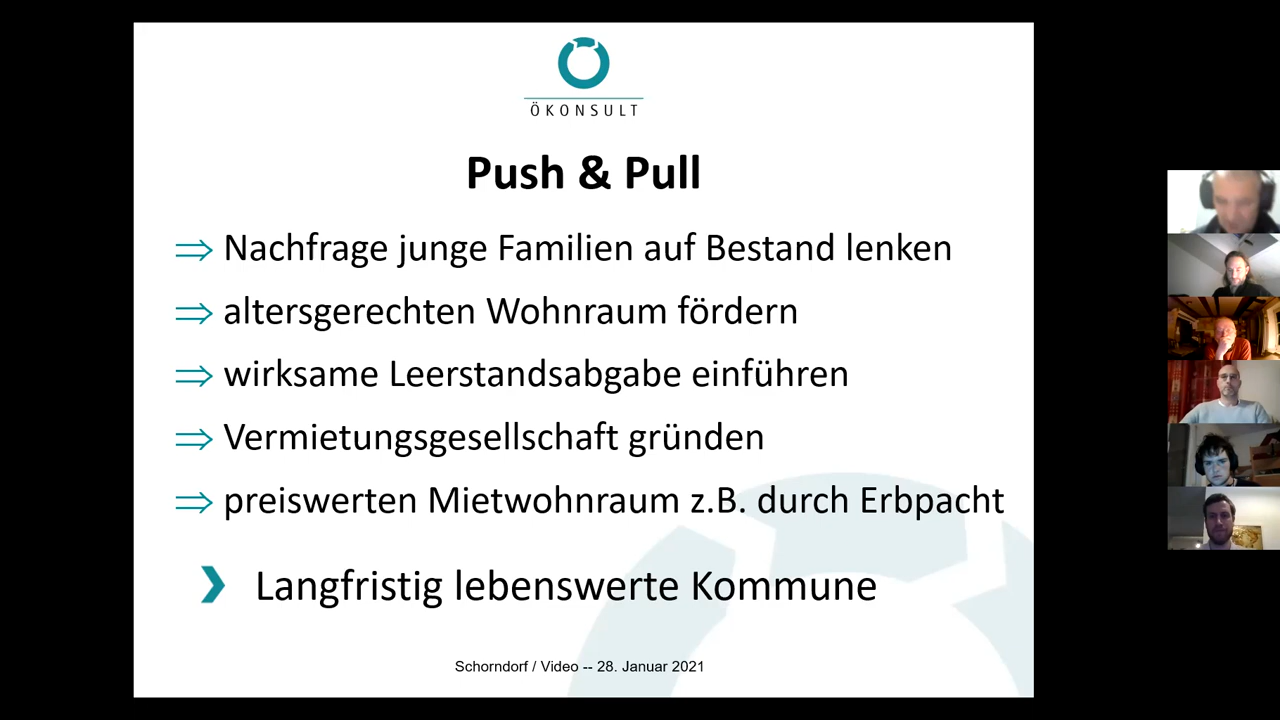 ÖKONSULT
Push & Pull
⇒ Nachfrage junge Familien auf Bestand lenken
⇒ altersgerechten Wohnraum fördern
⇒ wirksame Leerstandsabgabe einführen
⇒ Vermietungsgesellschaft gründen
⇒ preiswerten Mietwohnraum z.B. durch Erbpacht
Langfristig lebenswerte Kommune
Schorndorf / Video -- 28. Januar 2021